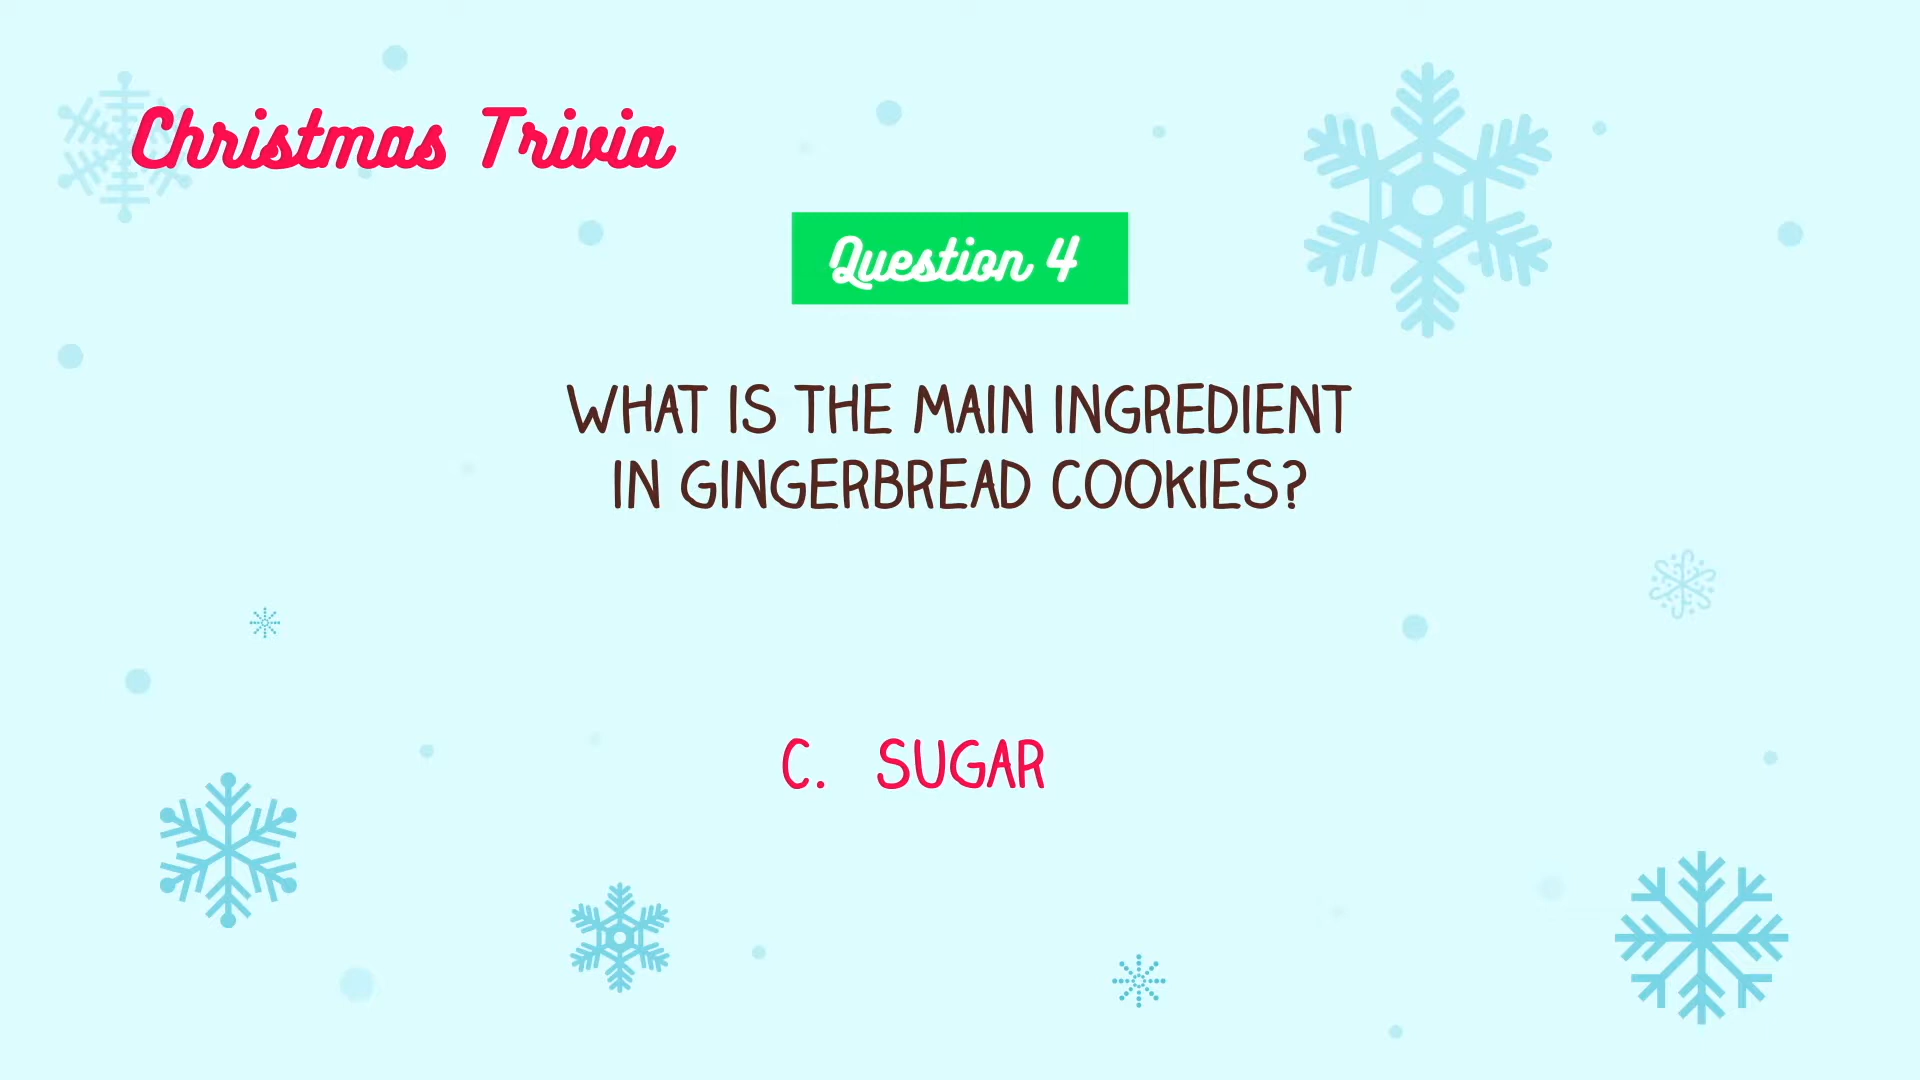 Christmas Trivia
Question 4
WHAT IS THE MAIN INGREDIENT
IN GINGERBREAD COOKIES?
C. SUGAR